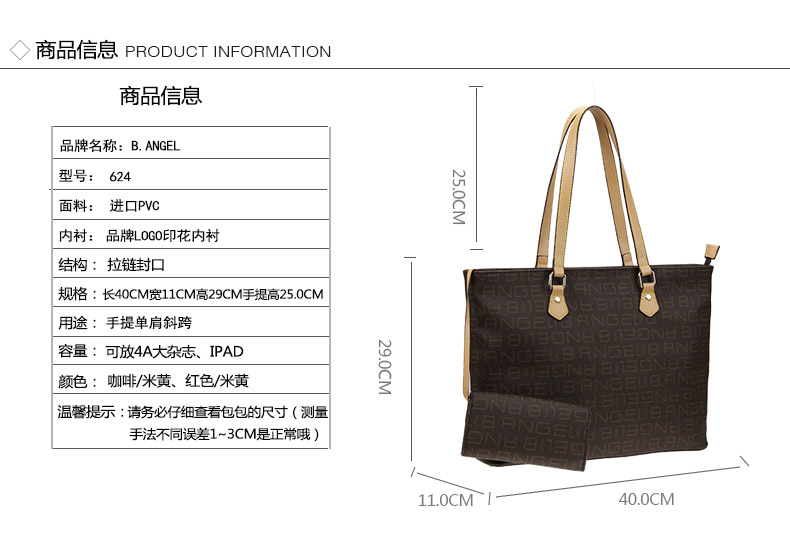 商品信息 PRODUCT INFORMATION
商品信息
品牌名称：B.ANGEL
型号： 624
面料： 进口PVC
内衬： 品牌LOGO印花内衬
结构： 拉链封口
规格：长40CM宽11CM高29CM手提高25.0CM
用途： 手提单肩斜跨
容量： 可放4A大杂志、IPAD
颜色： 咖啡/米黄、红色/米黄
温馨提示：请务必仔细查看包包的尺寸（测量
手法不同误差1~3CM是正常哦）
25.0CM
29.0CM
11.0CM
40.0CM